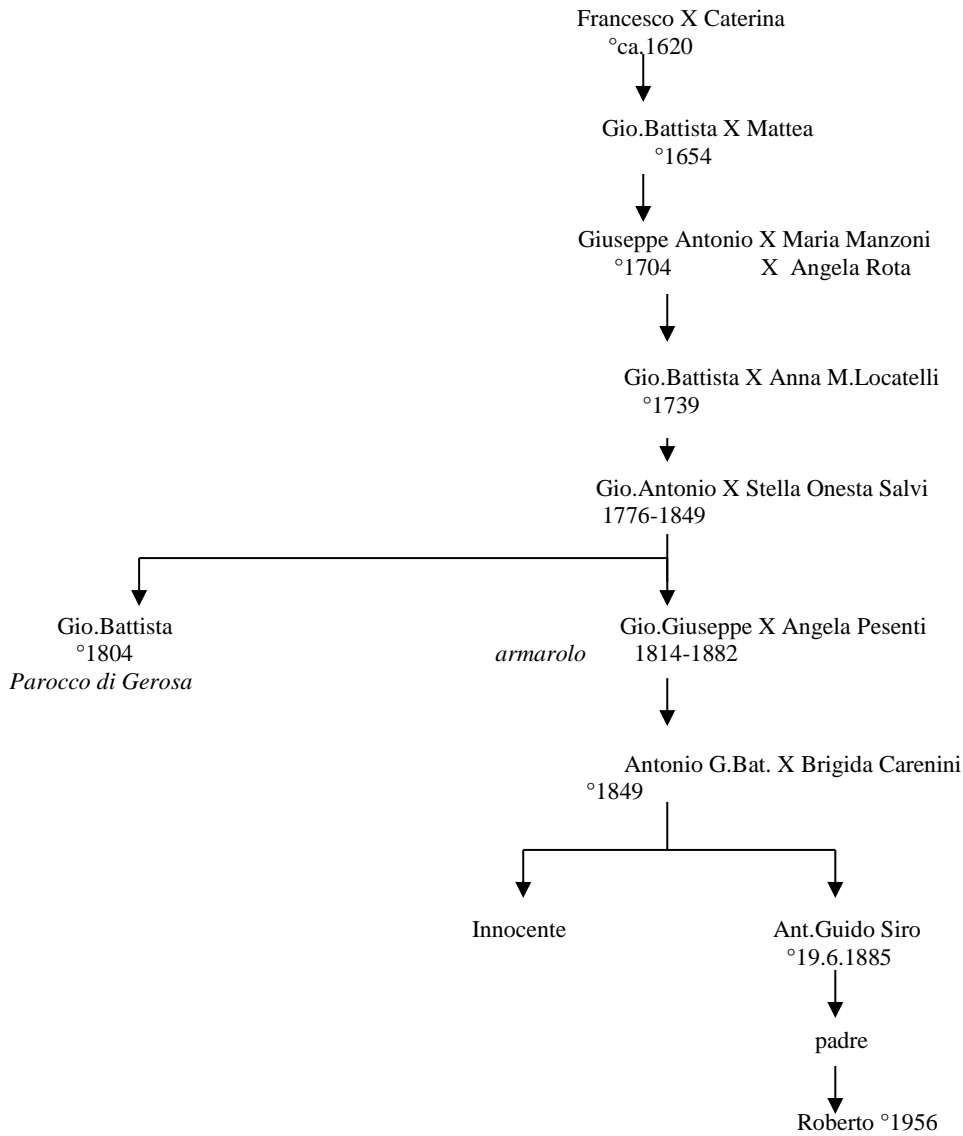 Francesco X Caterina
°ca.1620
Gio.Battista X Mattea
°1654
Giuseppe Antonio X Maria Manzoni
°1704 X Angela Rota
Gio.Battista X Anna M.Locatelli
°1739
Gio.Antonio X Stella Onesta Salvi
1776-1849
Gio.Battista
°1804
Parocco di Gerosa
Gio.Giuseppe X Angela Pesenti
armarolo 1814-1882
Antonio G.Bat. X Brigida Carenini
°1849
Innocente
Ant.Guido Siro
°19.6.1885
padre
Roberto °1956